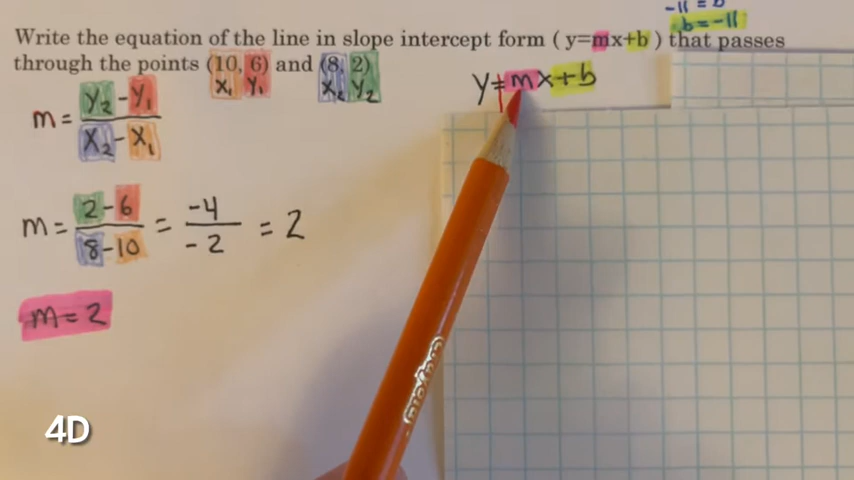 -11 = b
b = -11
Write the equation of the line in slope intercept form ( y=mx+b ) that passes
through the points (10, 6) and (8, 2)
X₁ Y₁ X₂ Y₂
y = mx + b
m = Y₂ - Y₁ / X₂ - X₁
m = 2 - 6 / 8 - 10 = -4 / -2 = 2
m = 2
4D
crayola